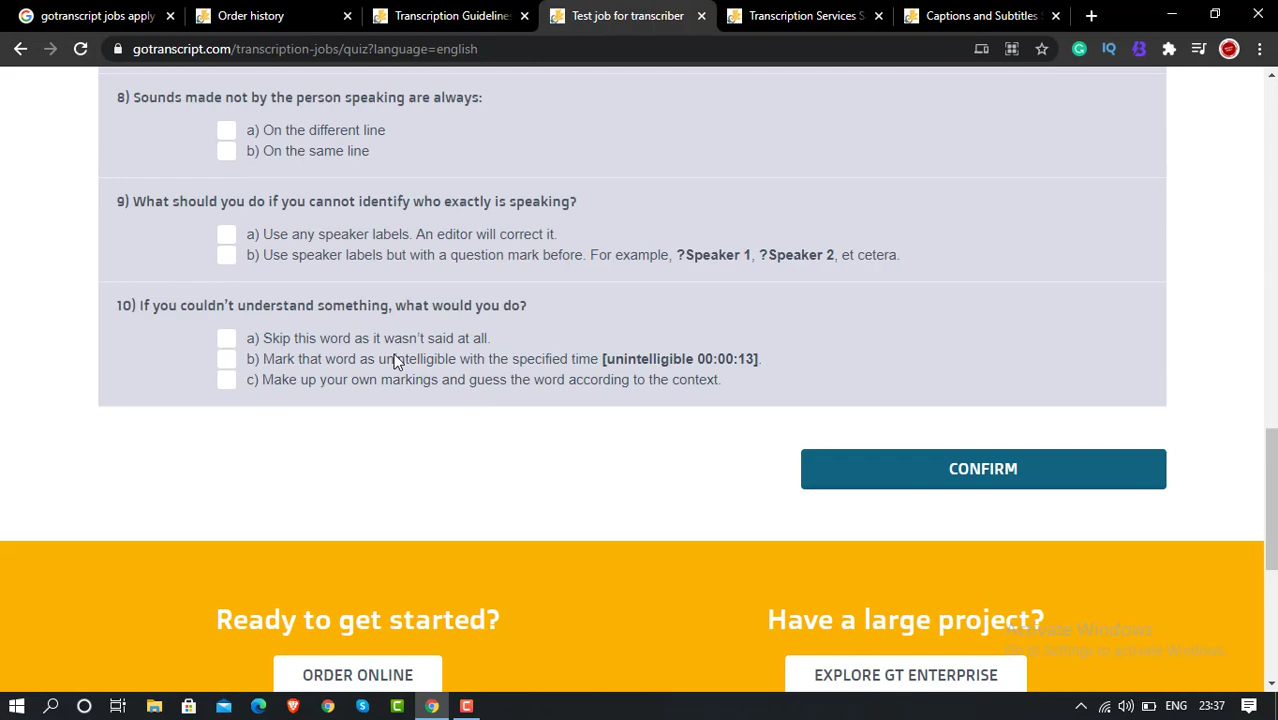 gotranscript jobs apply
Order history
Transcription Guideline
Test job for transcriber
Transcription Services S
Captions and Subtitles S
gotranscript.com/transcription-jobs/quiz?language=english
8) Sounds made not by the person speaking are always:
a) On the different line
b) On the same line
9) What should you do if you cannot identify who exactly is speaking?
a) Use any speaker labels. An editor will correct it.
b) Use speaker labels but with a question mark before. For example, ?Speaker 1, ?Speaker 2, et cetera.
10) If you couldn't understand something, what would you do?
a) Skip this word as it wasn't said at all.
b) Mark that word as unintelligible with the specified time [unintelligible 00:00:13].
c) Make up your own markings and guess the word according to the context.
CONFIRM
Ready to get started?
Have a large project?
Activate Windows
Go to Settings to activate Windows.
ORDER ONLINE
EXPLORE GT ENTERPRISE
ENG
23:37